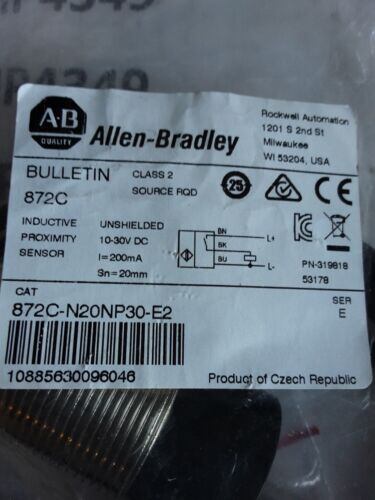 4349
P4349
A-B
QUALITY
Allen-Bradley
Rockwell Automation
1201 S 2nd St
Milwaukee
WI 53204, USA
BULLETIN
872C
CLASS 2
SOURCE RQD
25
CE
INDUCTIVE
PROXIMITY
SENSOR
UNSHIELDED
10-30V DC
I=200mA
Sn=20mm
BN
BK
BU
L+
L-
PN-319818
53178
CAT
872C-N20NP30-E2
SER
E
10885630096046
Product of Czech Republic